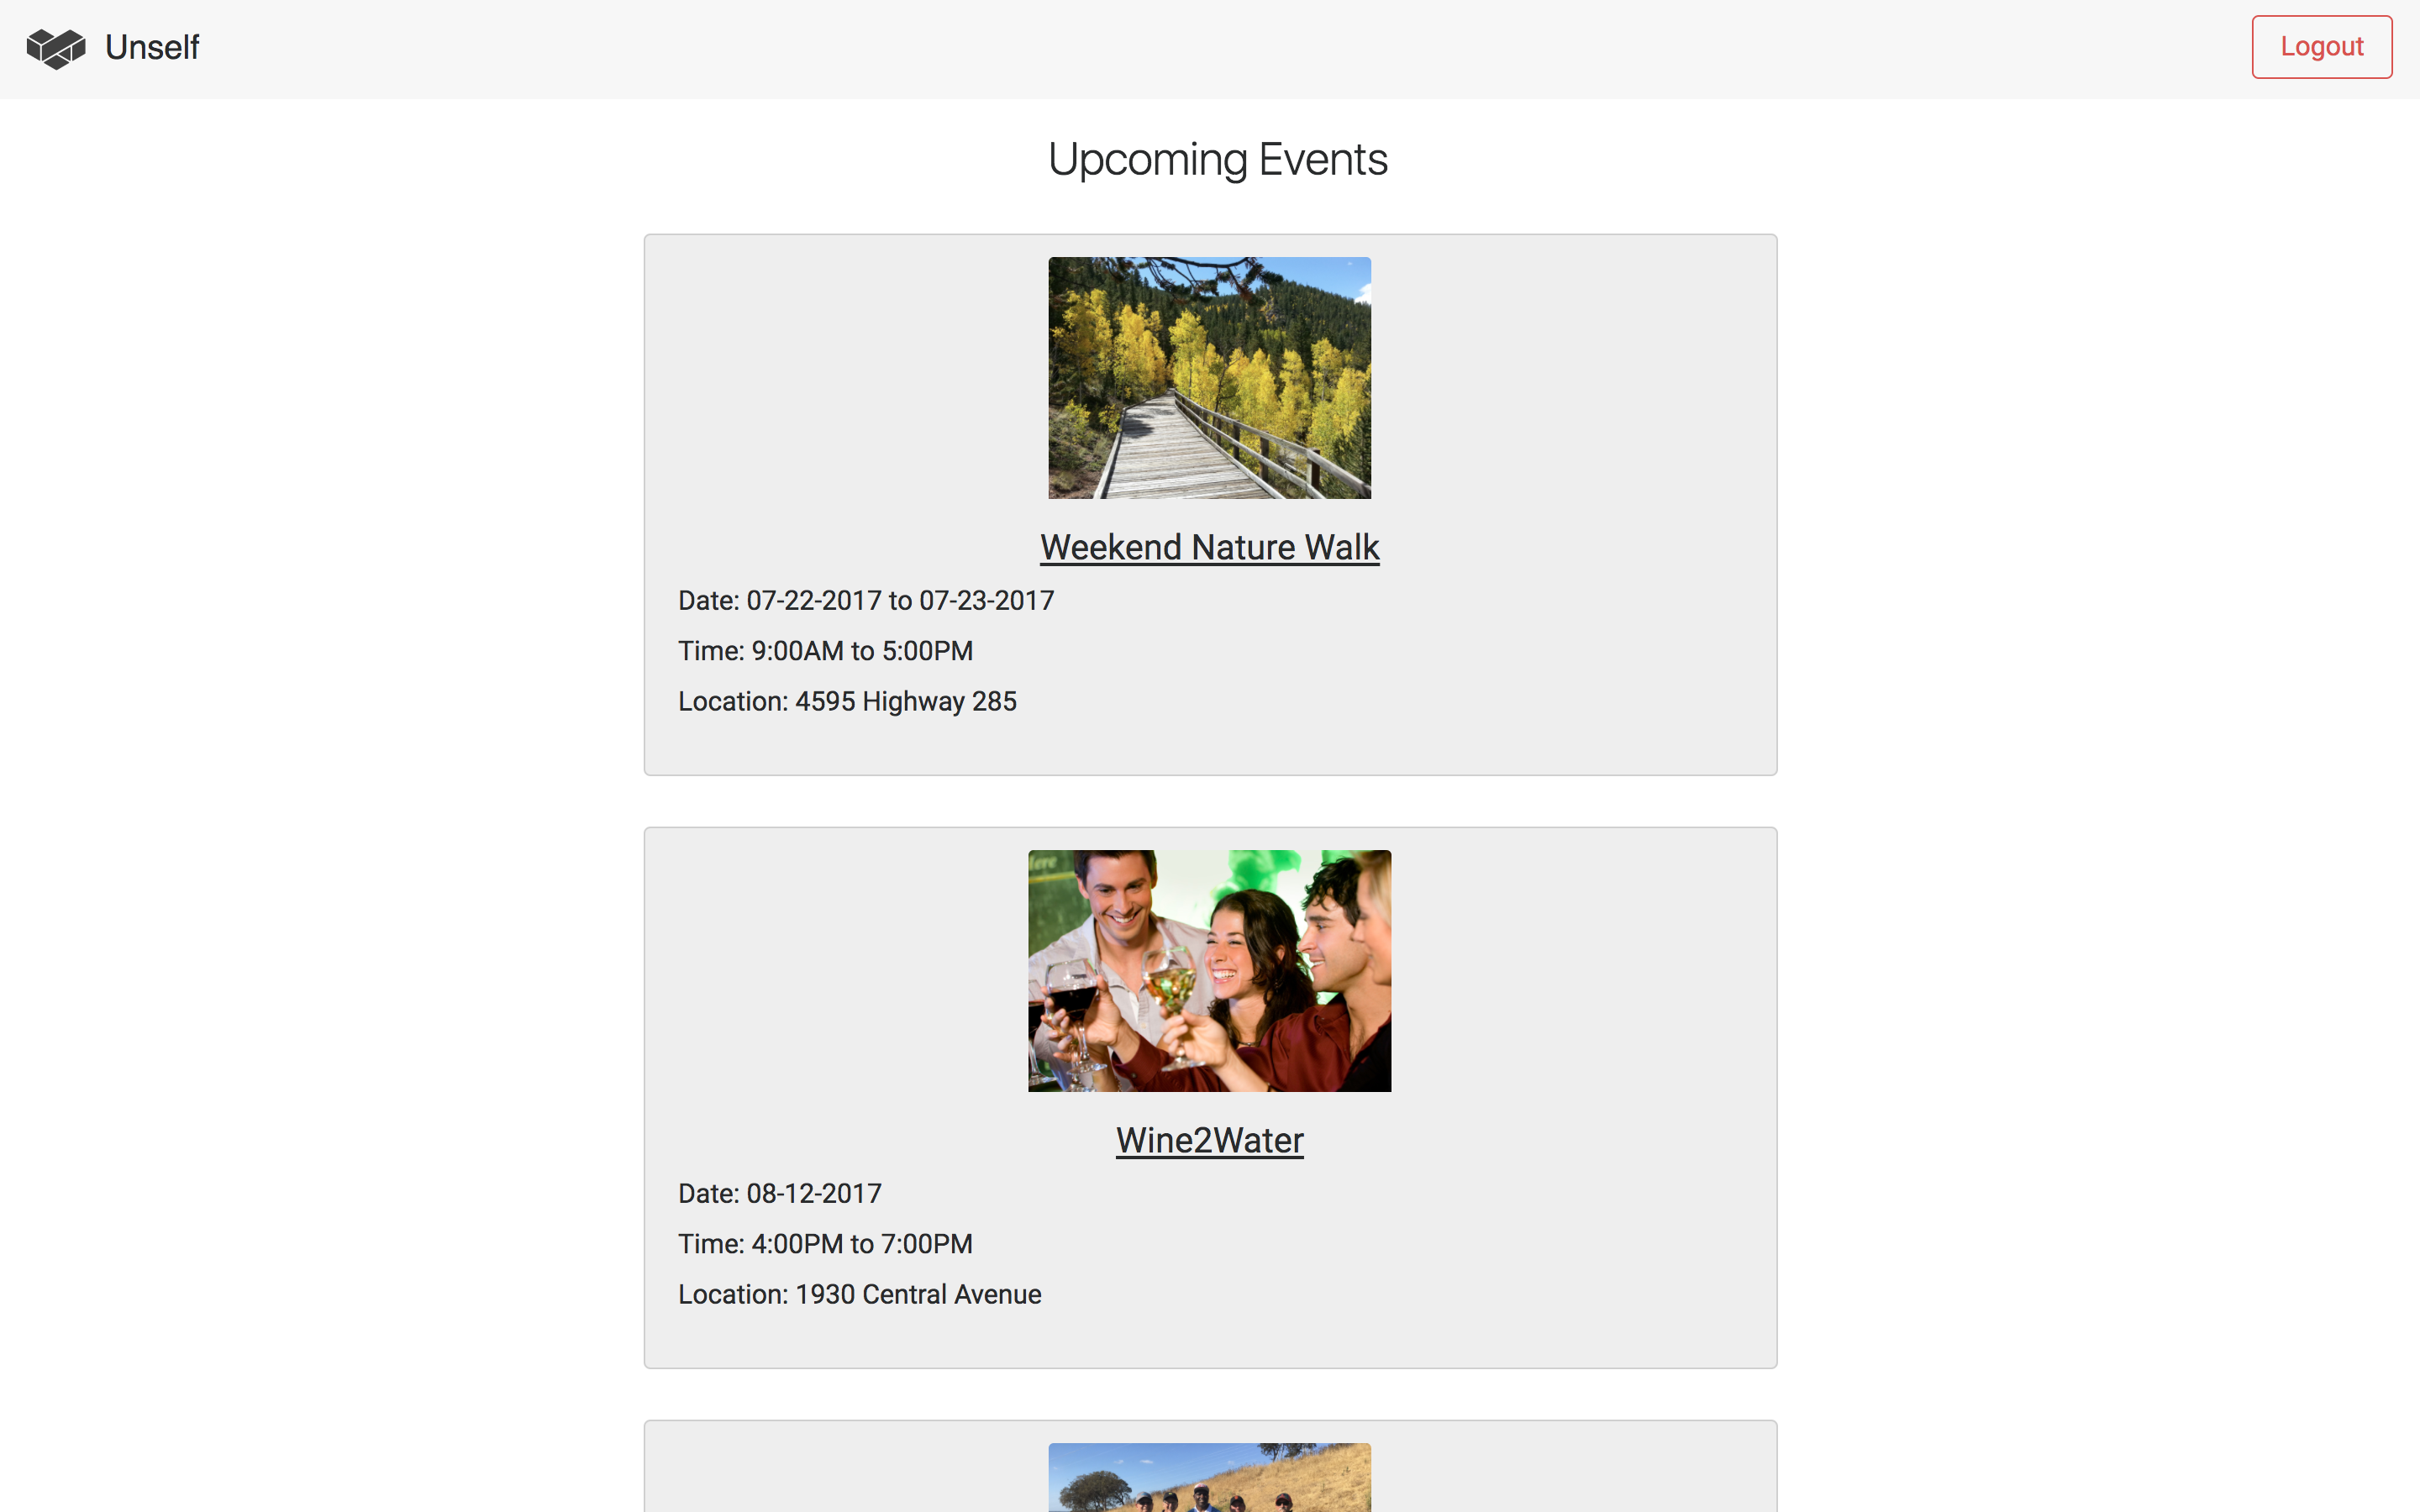 Unself
Logout
Upcoming Events
Weekend Nature Walk
Date: 07-22-2017 to 07-23-2017
Time: 9:00AM to 5:00PM
Location: 4595 Highway 285
Wine2Water
Date: 08-12-2017
Time: 4:00PM to 7:00PM
Location: 1930 Central Avenue